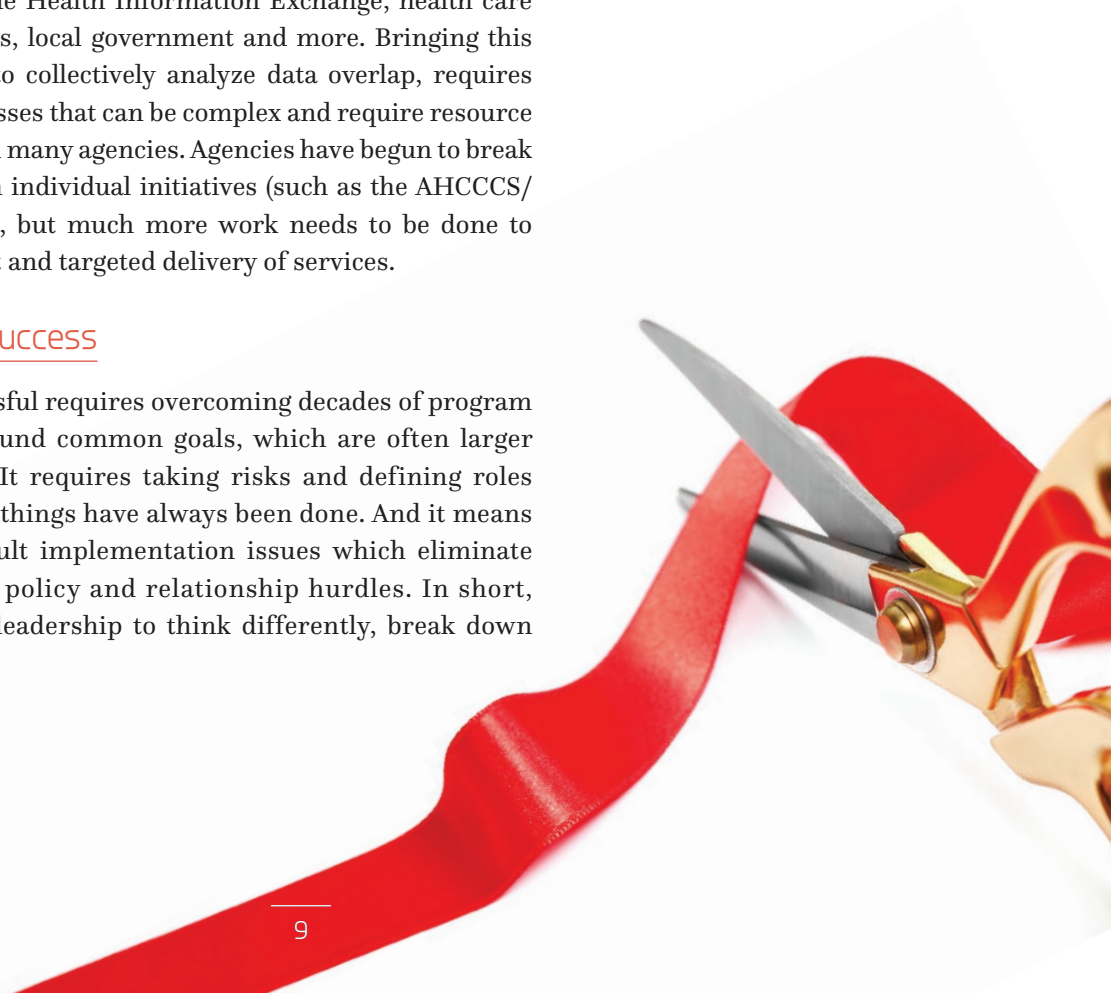 Health Information Exchange, health care
s, local government and more. Bringing this
to collectively analyze data overlap, requires
sses that can be complex and require resource
many agencies. Agencies have begun to break
individual initiatives (such as the AHCCCS/
, but much more work needs to be done to
and targeted delivery of services.
uccess
sful requires overcoming decades of program
und common goals, which are often larger
It requires taking risks and defining roles
things have always been done. And it means
ult implementation issues which eliminate
policy and relationship hurdles. In short,
leadership to think differently, break down
9